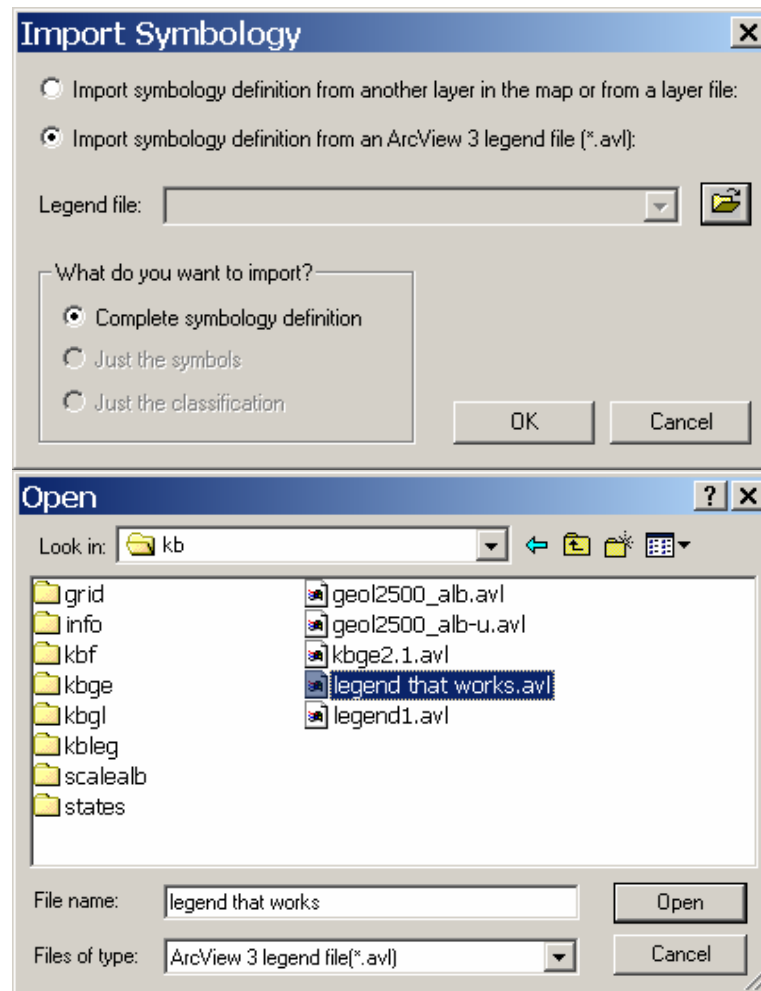 Import Symbology
Import symbology definition from another layer in the map or from a layer file:
Import symbology definition from an ArcView 3 legend file (*.avl):
Legend file:
What do you want to import?
Complete symbology definition
Just the symbols
Just the classification
OK Cancel
Open
Look in: kb
grid
info
kbf
kbge
kbgl
kbleg
scalealb
states
geol2500_alb.avl
geol2500_alb-u.avl
kbge2.1.avl
legend that works.avl
legend1.avl
File name: legend that works Open
Files of type: ArcView 3 legend file(*.avl) Cancel